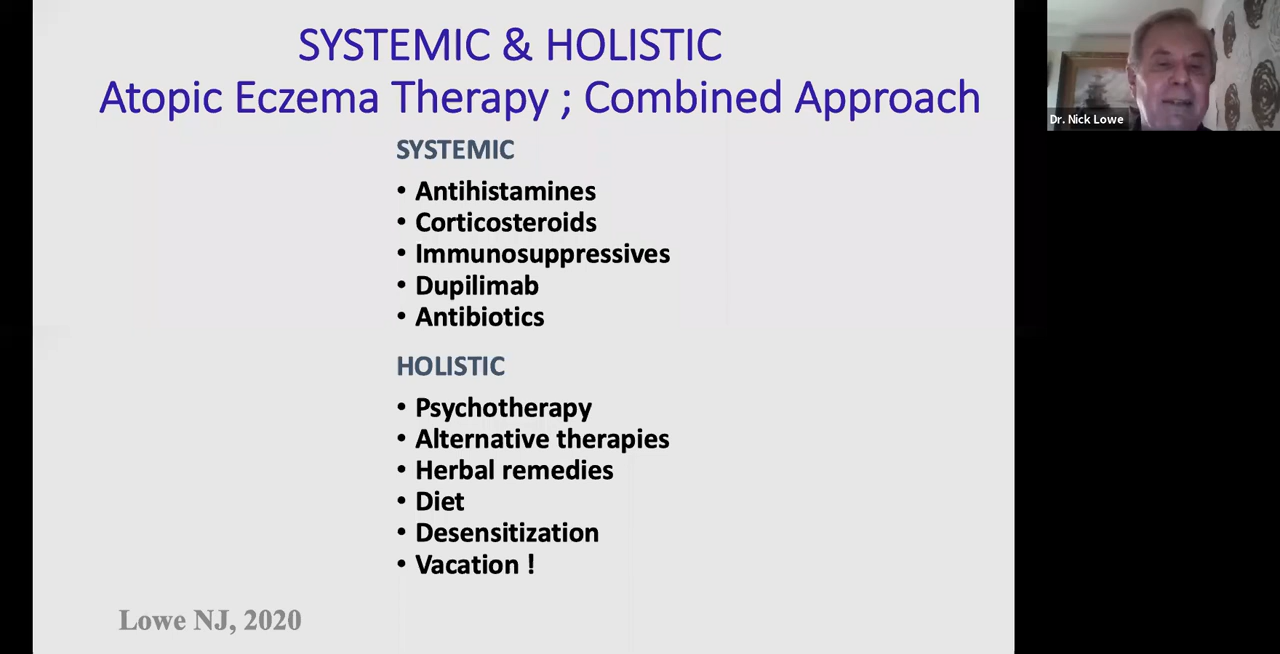 SYSTEMIC & HOLISTIC
Atopic Eczema Therapy ; Combined Approach
SYSTEMIC
• Antihistamines
• Corticosteroids
• Immunosuppressives
• Dupilimab
• Antibiotics
HOLISTIC
• Psychotherapy
• Alternative therapies
• Herbal remedies
• Diet
• Desensitization
• Vacation !
Lowe NJ, 2020
Dr. Nick Lowe